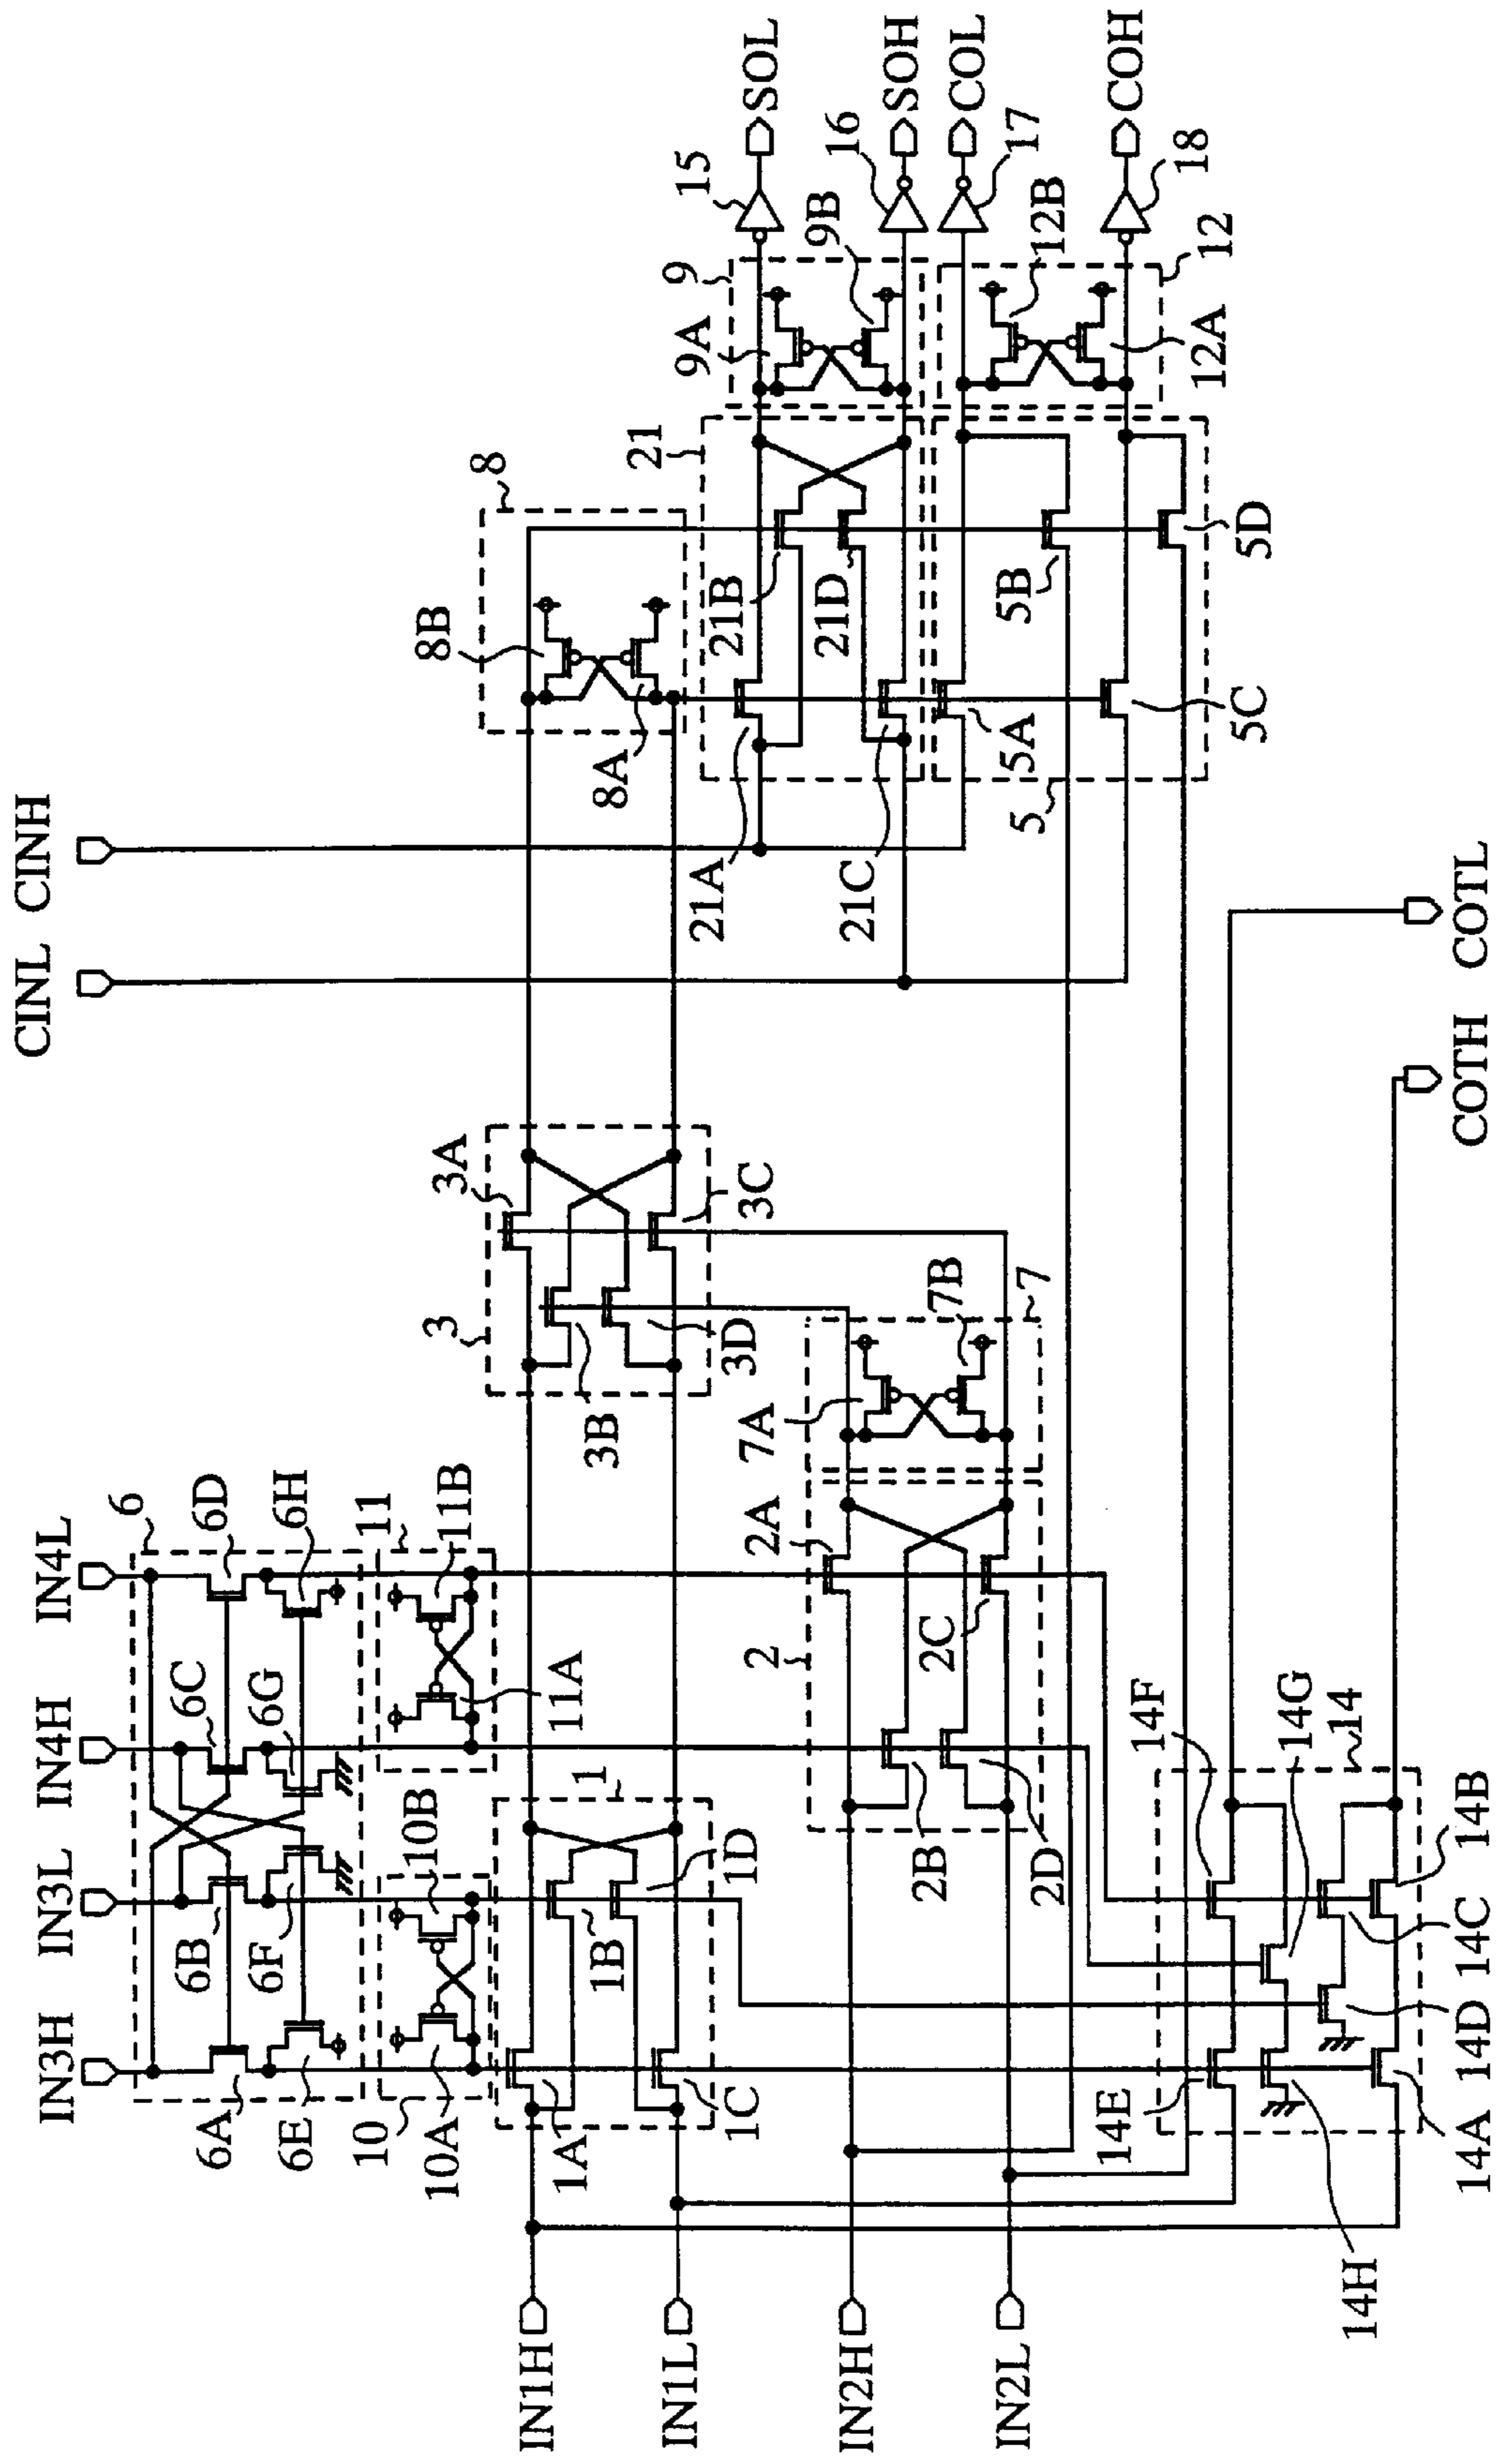 CINL CINH
IN3H IN3L IN4H IN4L
6
6A
6B
6C
6D
6E
6F
6G
6H
10
10A
10B
11
11A
11B
1
1A
1B
1C
1D
3
3A
3B
3C
3D
8
8A
8B
2
2A
2B
2C
2D
7
7A
7B
21
21A
21B
21C
21D
9
9A
9B
5
5A
5B
5C
5D
12
12A
12B
15
16
17
18
SOL
SOH
COL
COH
IN1H
IN1L
IN2H
IN2L
14
14A
14B
14C
14D
14E
14F
14G
14H
COTH COTL